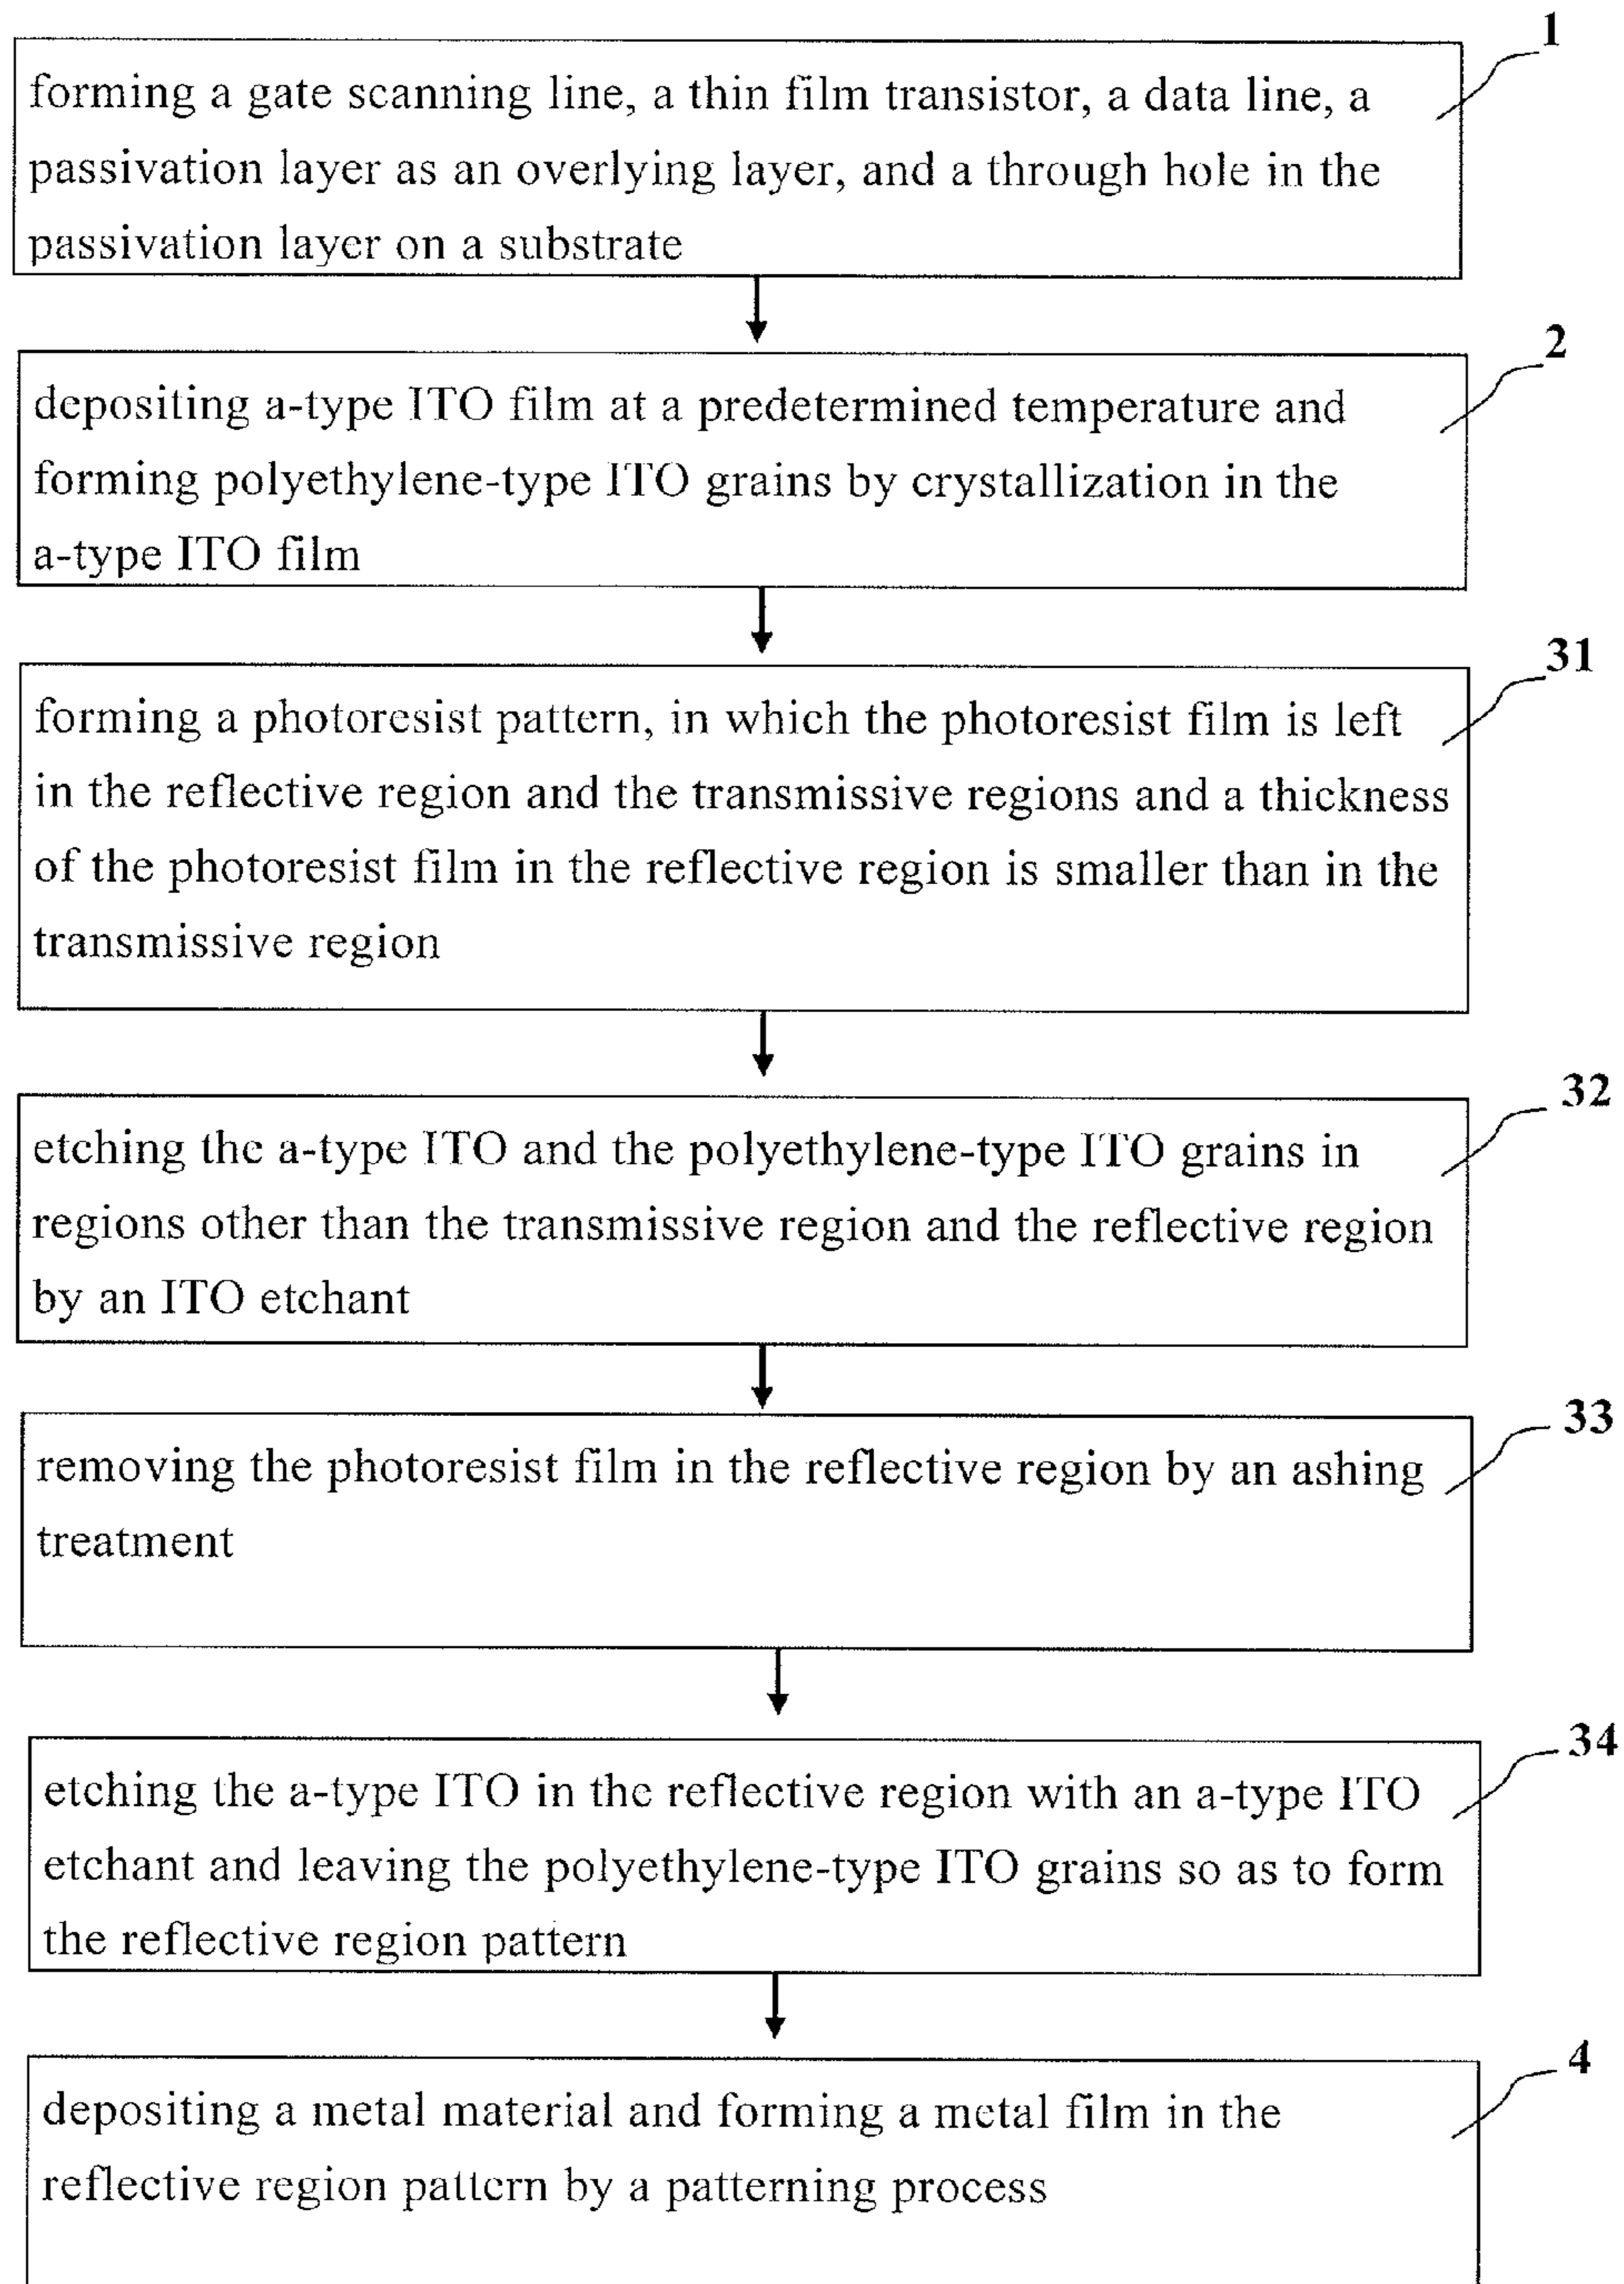 1
forming a gate scanning line, a thin film transistor, a data line, a
passivation layer as an overlying layer, and a through hole in the
passivation layer on a substrate
2
depositing a-type ITO film at a predetermined temperature and
forming polyethylene-type ITO grains by crystallization in the
a-type ITO film
31
forming a photoresist pattern, in which the photoresist film is left
in the reflective region and the transmissive regions and a thickness
of the photoresist film in the reflective region is smaller than in the
transmissive region
32
etching the a-type ITO and the polyethylene-type ITO grains in
regions other than the transmissive region and the reflective region
by an ITO etchant
33
removing the photoresist film in the reflective region by an ashing
treatment
34
etching the a-type ITO in the reflective region with an a-type ITO
etchant and leaving the polyethylene-type ITO grains so as to form
the reflective region pattern
4
depositing a metal material and forming a metal film in the
reflective region pattern by a patterning process